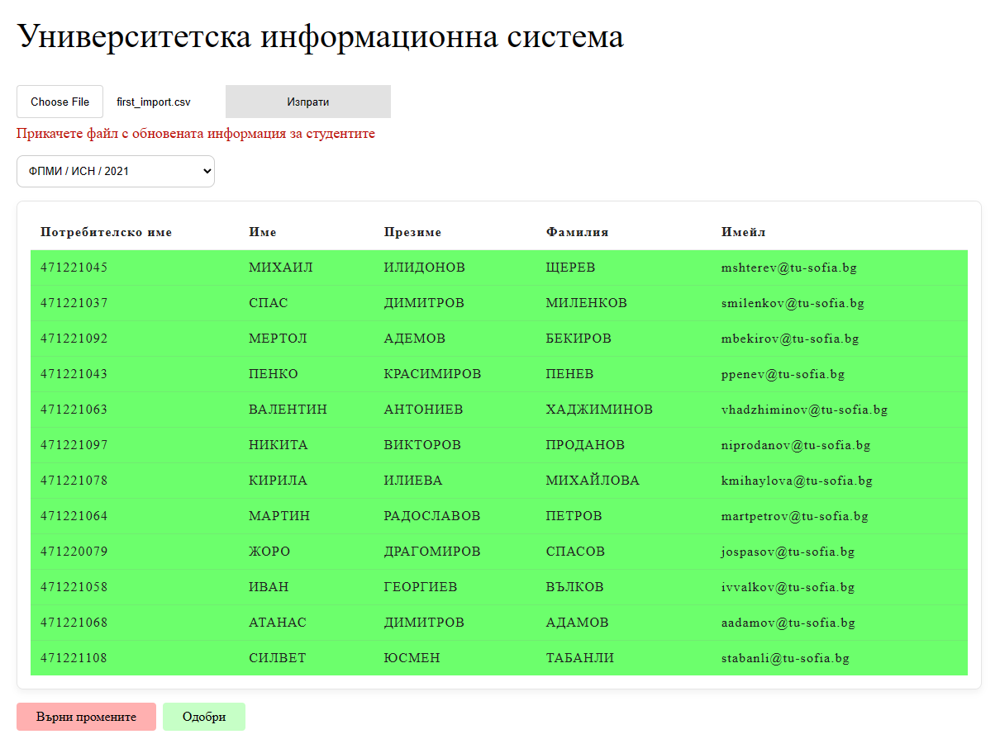 Университетска информационна система
Choose File first_import.csv Изпрати
Прикачете файл с обновената информация за студентите
ФПМИ / ИСН / 2021
Потребителско име Име Презиме Фамилия Имейл
471221045 МИХАИЛ ИЛИДОНОВ ЩЕРЕВ mshterev@tu-sofia.bg
471221037 СПАС ДИМИТРОВ МИЛЕНКОВ smilenkov@tu-sofia.bg
471221092 МЕРТОЛ АДЕМОВ БЕКИРОВ mbekirov@tu-sofia.bg
471221043 ПЕНКО КРАСИМИРОВ ПЕНЕВ ppenev@tu-sofia.bg
471221063 ВАЛЕНТИН АНТОНИЕВ ХАДЖИМИНОВ vhadzhiminov@tu-sofia.bg
471221097 НИКИТА ВИКТОРОВ ПРОДАНОВ niprodanov@tu-sofia.bg
471221078 КИРИЛА ИЛИЕВА МИХАЙЛОВА kmihaylova@tu-sofia.bg
471221064 МАРТИН РАДОСЛАВОВ ПЕТРОВ martpetrov@tu-sofia.bg
471220079 ЖОРО ДРАГОМИРОВ СПАСОВ jospasov@tu-sofia.bg
471221058 ИВАН ГЕОРГИЕВ ВЪЛКОВ ivvalkov@tu-sofia.bg
471221068 АТАНАС ДИМИТРОВ АДАМОВ aadamov@tu-sofia.bg
471221108 СИЛВЕТ ЮСМЕН ТАБАНЛИ stabanli@tu-sofia.bg
Върни промените Одобри